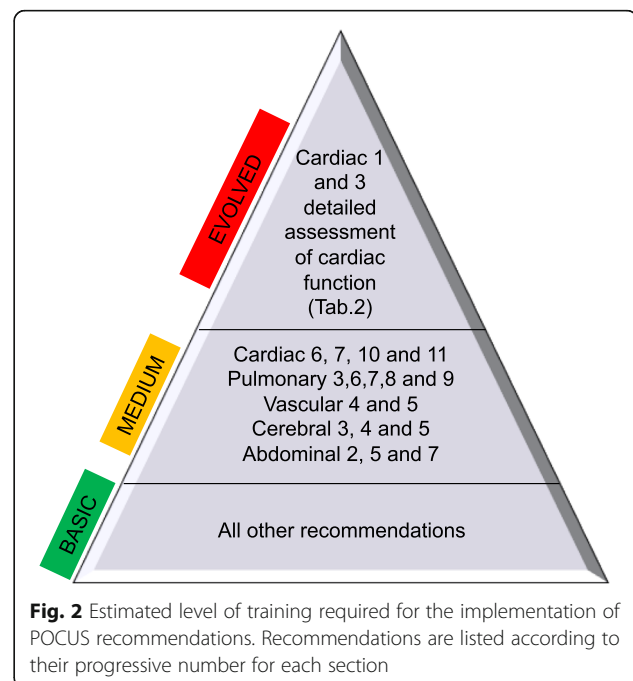 EVOLVED
Cardiac 1
and 3
detailed
assessment
of cardiac
function
(Tab.2)
MEDIUM
Cardiac 6, 7, 10 and 11
Pulmonary 3,6,7,8 and 9
Vascular 4 and 5
Cerebral 3, 4 and 5
Abdominal 2, 5 and 7
BASIC
All other recommendations
Fig. 2 Estimated level of training required for the implementation of
POCUS recommendations. Recommendations are listed according to
their progressive number for each section